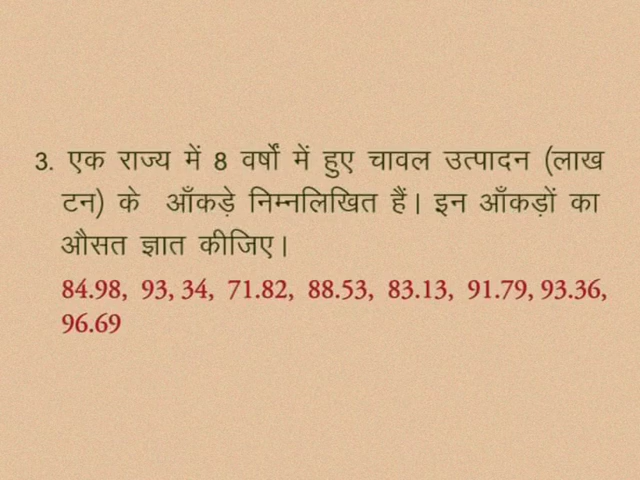 3. एक राज्य में 8 वर्षों में हुए चावल उत्पादन (लाख
टन) के आँकड़े निम्नलिखित हैं। इन आँकड़ों का
औसत ज्ञात कीजिए।
84.98, 93, 34, 71.82, 88.53, 83.13, 91.79, 93.36,
96.69